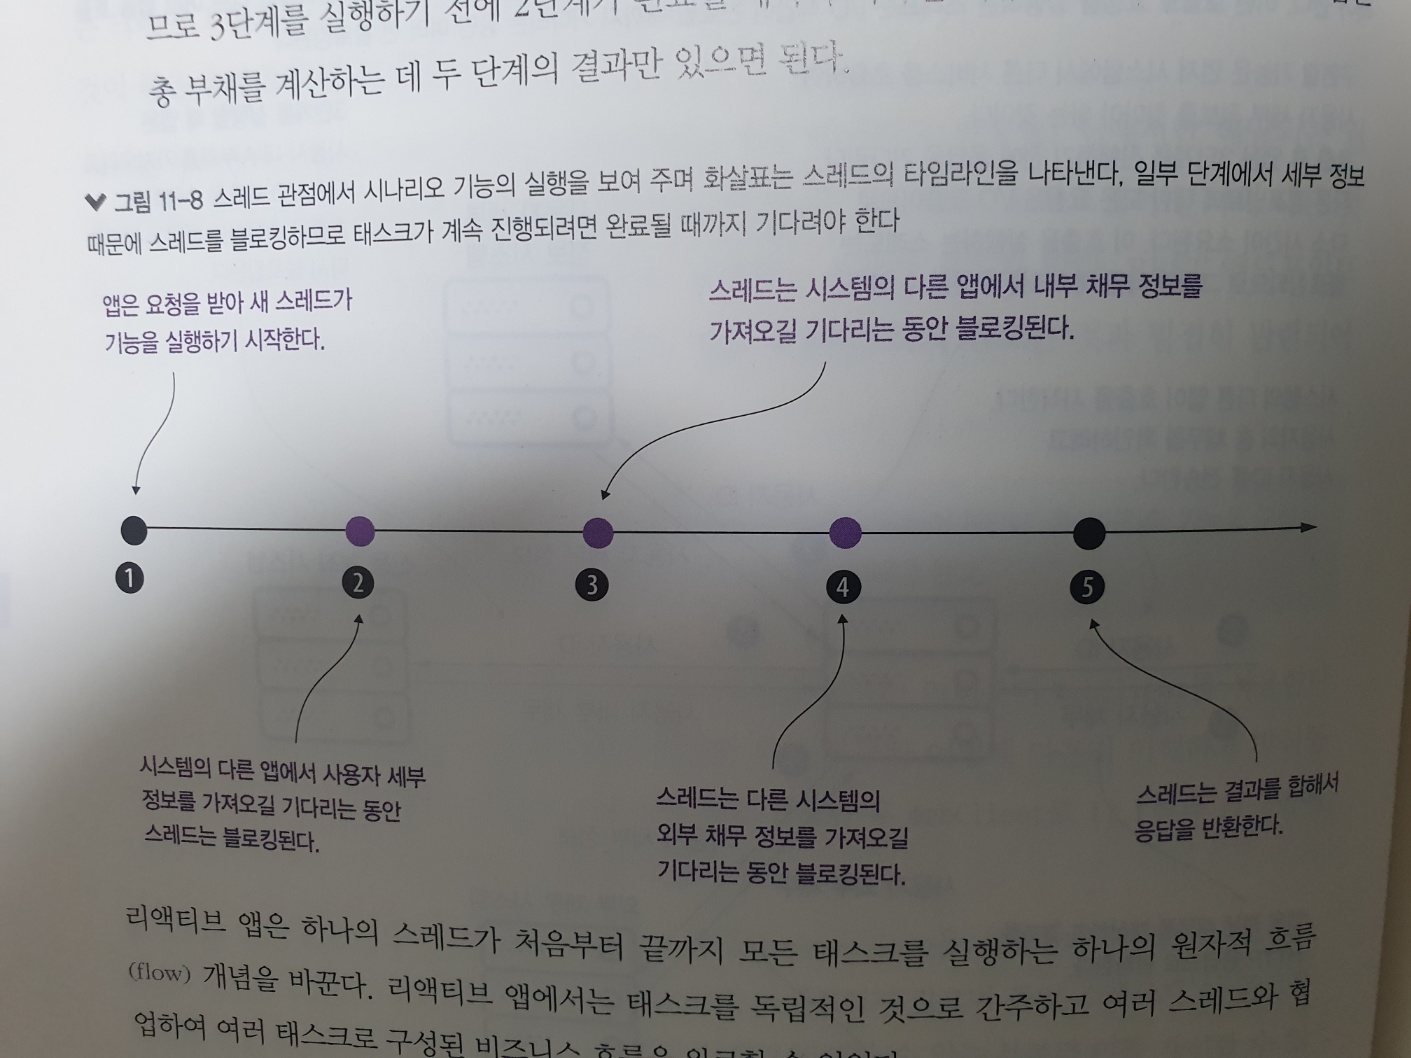 므로 3단계를 실행하기 전에 2단계가
총 부채를 계산하는 데 두 단계의 결과만 있으면 된다.
그림 11-8 스레드 관점에서 시나리오 기능의 실행을 보여 주며 화살표는 스레드의 타임라인을 나타낸다, 일부 단계에서 세부 정보
때문에 스레드를 블로킹하므로 태스크가 계속 진행되려면 완료될 때까지 기다려야 한다
앱은 요청을 받아 새 스레드가
기능을 실행하기 시작한다.
스레드는 시스템의 다른 앱에서 내부 채무 정보를
가져오길 기다리는 동안 블로킹된다.
1
2
3
4
5
시스템의 다른 앱에서 사용자 세부
정보를 가져오길 기다리는 동안
스레드는 블로킹된다.
스레드는 다른 시스템의
외부 채무 정보를 가져오길
기다리는 동안 블로킹된다.
스레드는 결과를 합해서
응답을 반환한다.
리액티브 앱은 하나의 스레드가 처음부터 끝까지 모든 태스크를 실행하는 하나의 원자적 흐름
(flow) 개념을 바꾼다. 리액티브 앱에서는 태스크를 독립적인 것으로 간주하고 여러 스레드와 협
업하여 여러 태스크로 구성된 비즈니스 흐름을